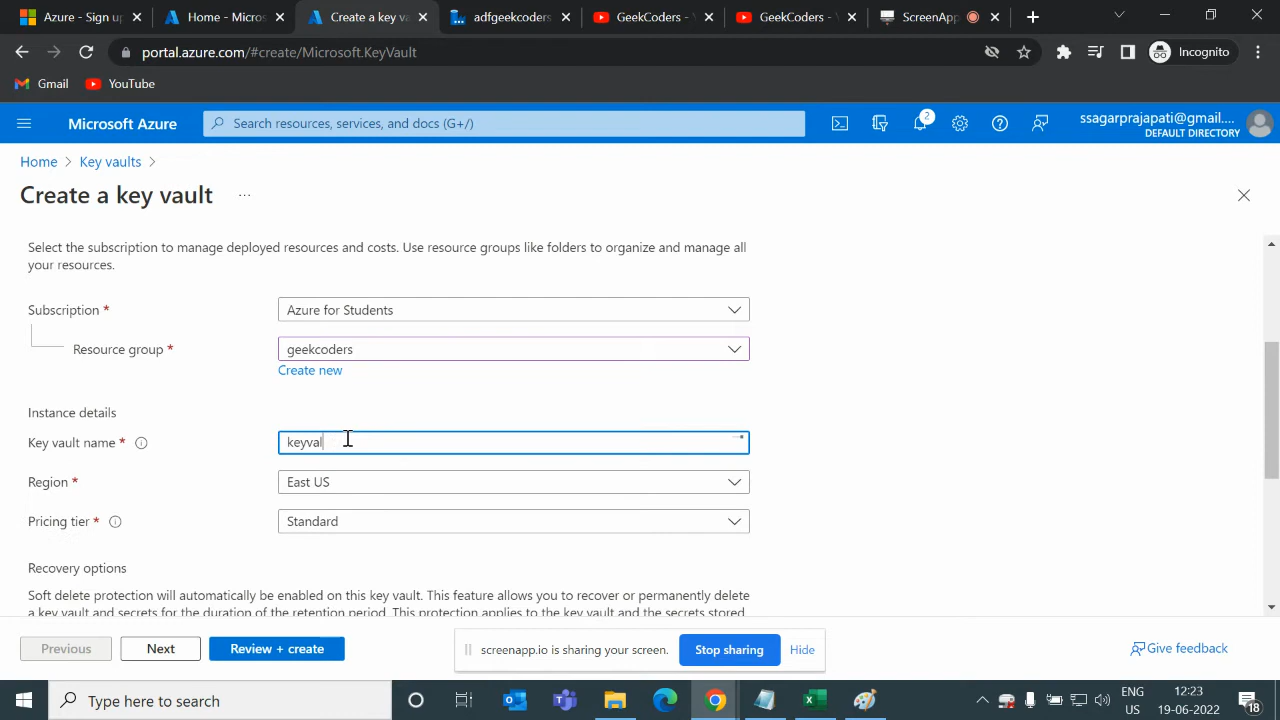 Azure - Sign up
Home - Microso
Create a key va
adfgeekcoders
GeekCoders - Y
GeekCoders - Y
ScreenApp
portal.azure.com/#create/Microsoft.KeyVault
Incognito
Gmail
YouTube
Microsoft Azure
Search resources, services, and docs (G+/)
2
ssagarprajapati@gmail....
DEFAULT DIRECTORY
Home > Key vaults >
Create a key vault ...
Select the subscription to manage deployed resources and costs. Use resource groups like folders to organize and manage all
your resources.
Subscription *
Azure for Students
Resource group *
geekcoders
Create new
Instance details
Key vault name *
keyval
Region *
East US
Pricing tier *
Standard
Recovery options
Soft delete protection will automatically be enabled on this key vault. This feature allows you to recover or permanently delete
a key vault and secrets for the duration of the retention period. This protection applies to the key vault and the secrets stored
Previous
Next
Review + create
screenapp.io is sharing your screen.
Stop sharing
Hide
Give feedback
Type here to search
ENG
US
12:23
19-06-2022
18